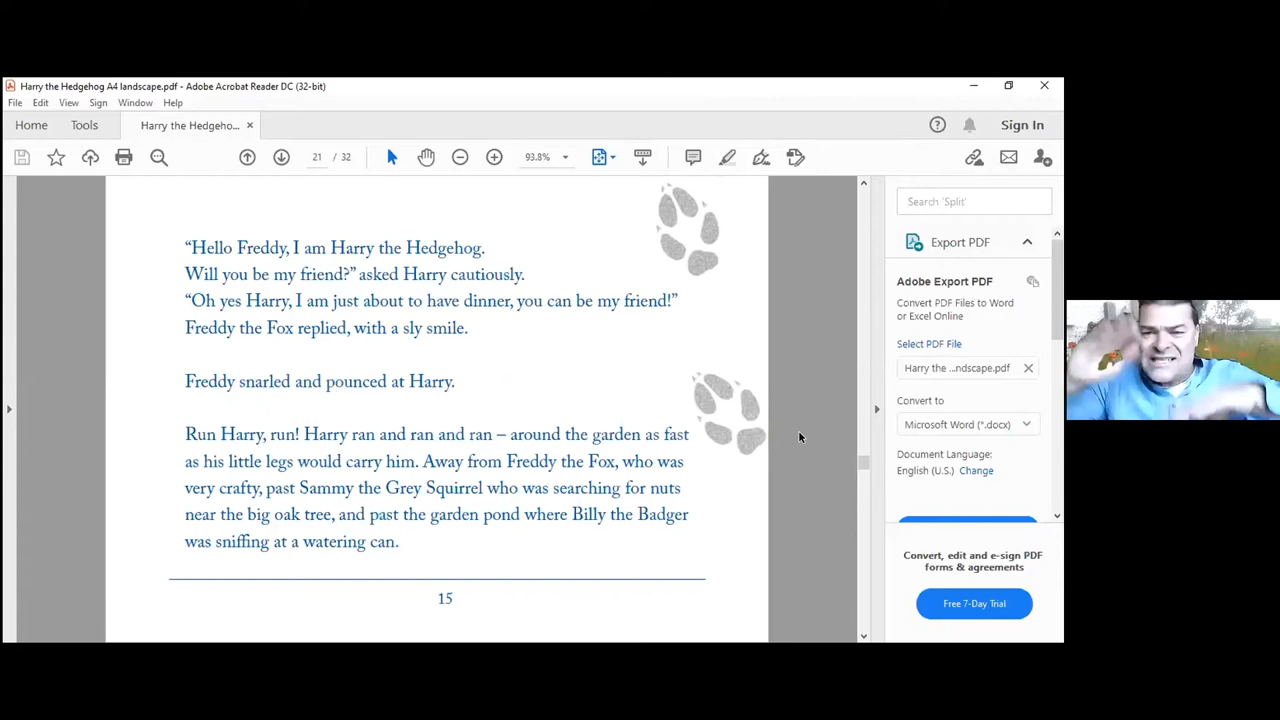 Harry the Hedgehog A4 landscape.pdf - Adobe Acrobat Reader DC (32-bit)
File Edit View Sign Window Help
Home Tools Harry the Hedgeho... × Sign In
21 / 32 93.8%
Search 'Split'
Export PDF
Adobe Export PDF
Convert PDF Files to Word
or Excel Online
Select PDF File
Harry the ...ndscape.pdf
Convert to
Microsoft Word (*.docx)
Document Language:
English (U.S.) Change
Convert, edit and e-sign PDF
forms & agreements
Free 7-Day Trial
“Hello Freddy, I am Harry the Hedgehog.
Will you be my friend?” asked Harry cautiously.
“Oh yes Harry, I am just about to have dinner, you can be my friend!”
Freddy the Fox replied, with a sly smile.
Freddy snarled and pounced at Harry.
Run Harry, run! Harry ran and ran and ran – around the garden as fast
as his little legs would carry him. Away from Freddy the Fox, who was
very crafty, past Sammy the Grey Squirrel who was searching for nuts
near the big oak tree, and past the garden pond where Billy the Badger
was sniffing at a watering can.
15